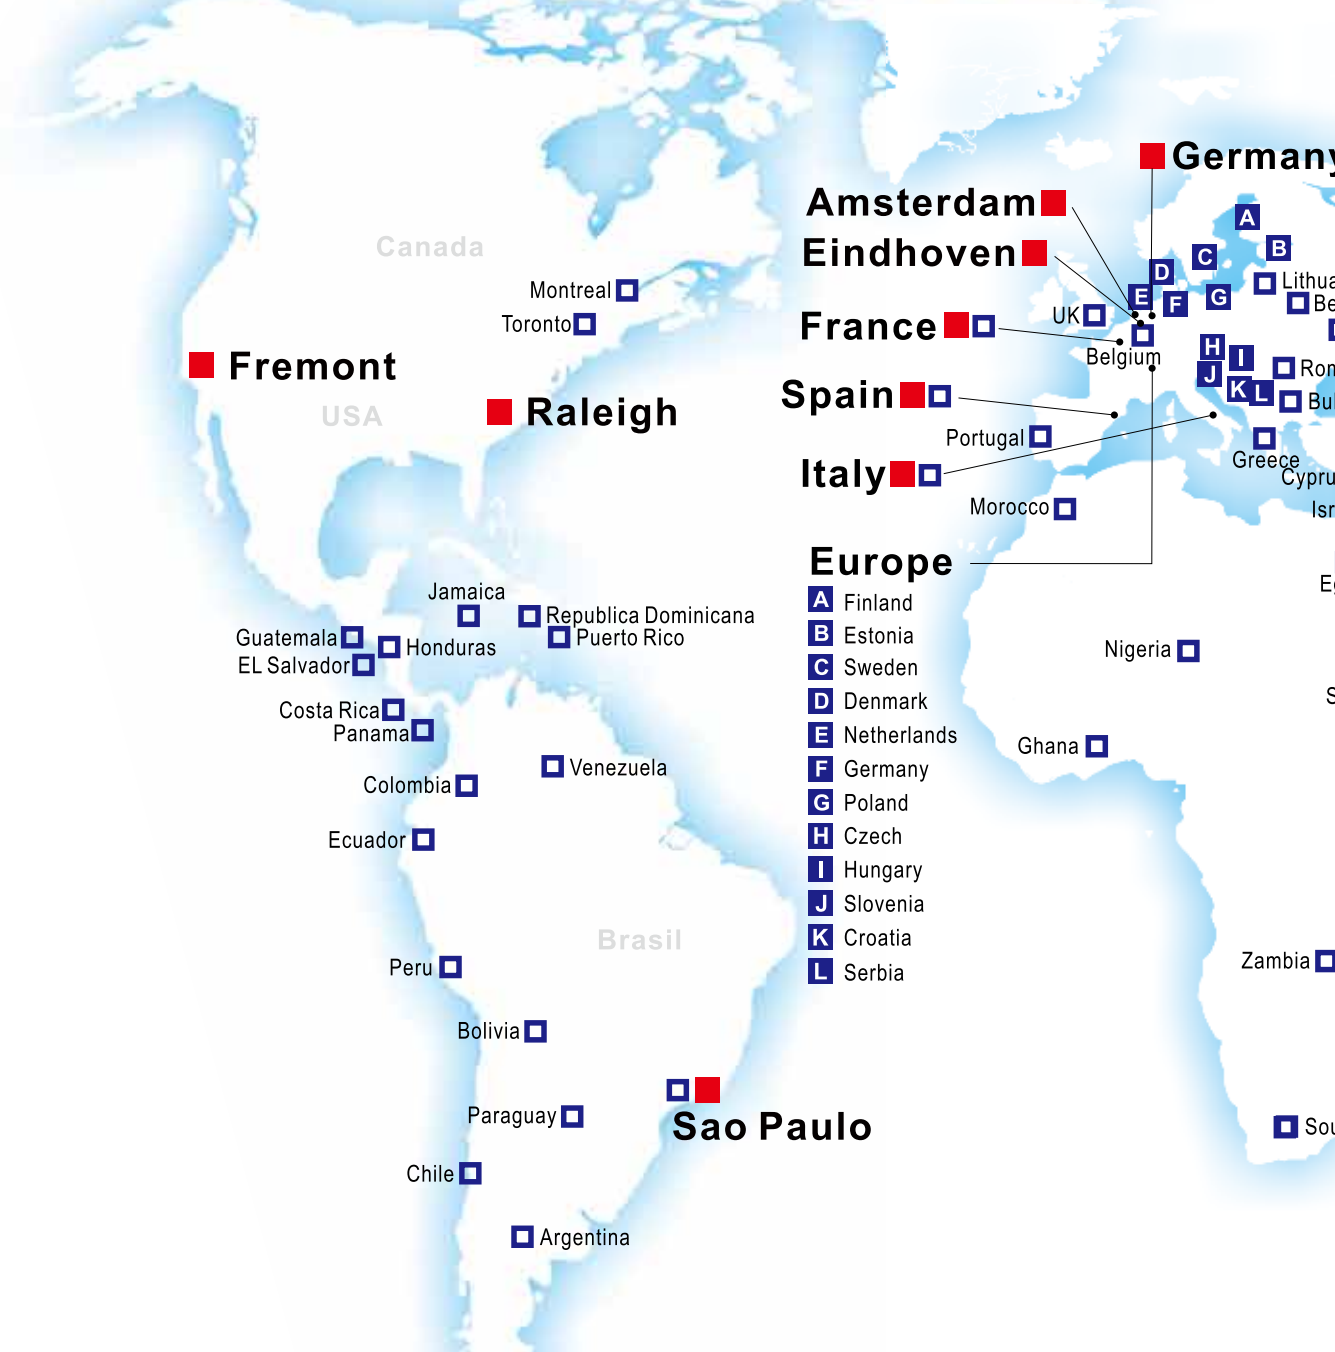 Germany
Amsterdam
A
Canada
Eindhoven
B
C
D
Montreal
E
F
G
Toronto
UK
France
Belgium
H
I
J
K
L
Fremont
USA
Raleigh
Spain
Portugal
Greece
Italy
Morocco
Europe
Jamaica
A Finland
Republica Dominicana
Guatemala
Puerto Rico
B Estonia
Honduras
EL Salvador
C Sweden
Nigeria
Costa Rica
D Denmark
Panama
E Netherlands
Ghana
Venezuela
F Germany
Colombia
G Poland
Ecuador
H Czech
I Hungary
J Slovenia
Brasil
K Croatia
Peru
L Serbia
Zambia
Bolivia
Paraguay
Sao Paulo
Chile
Argentina